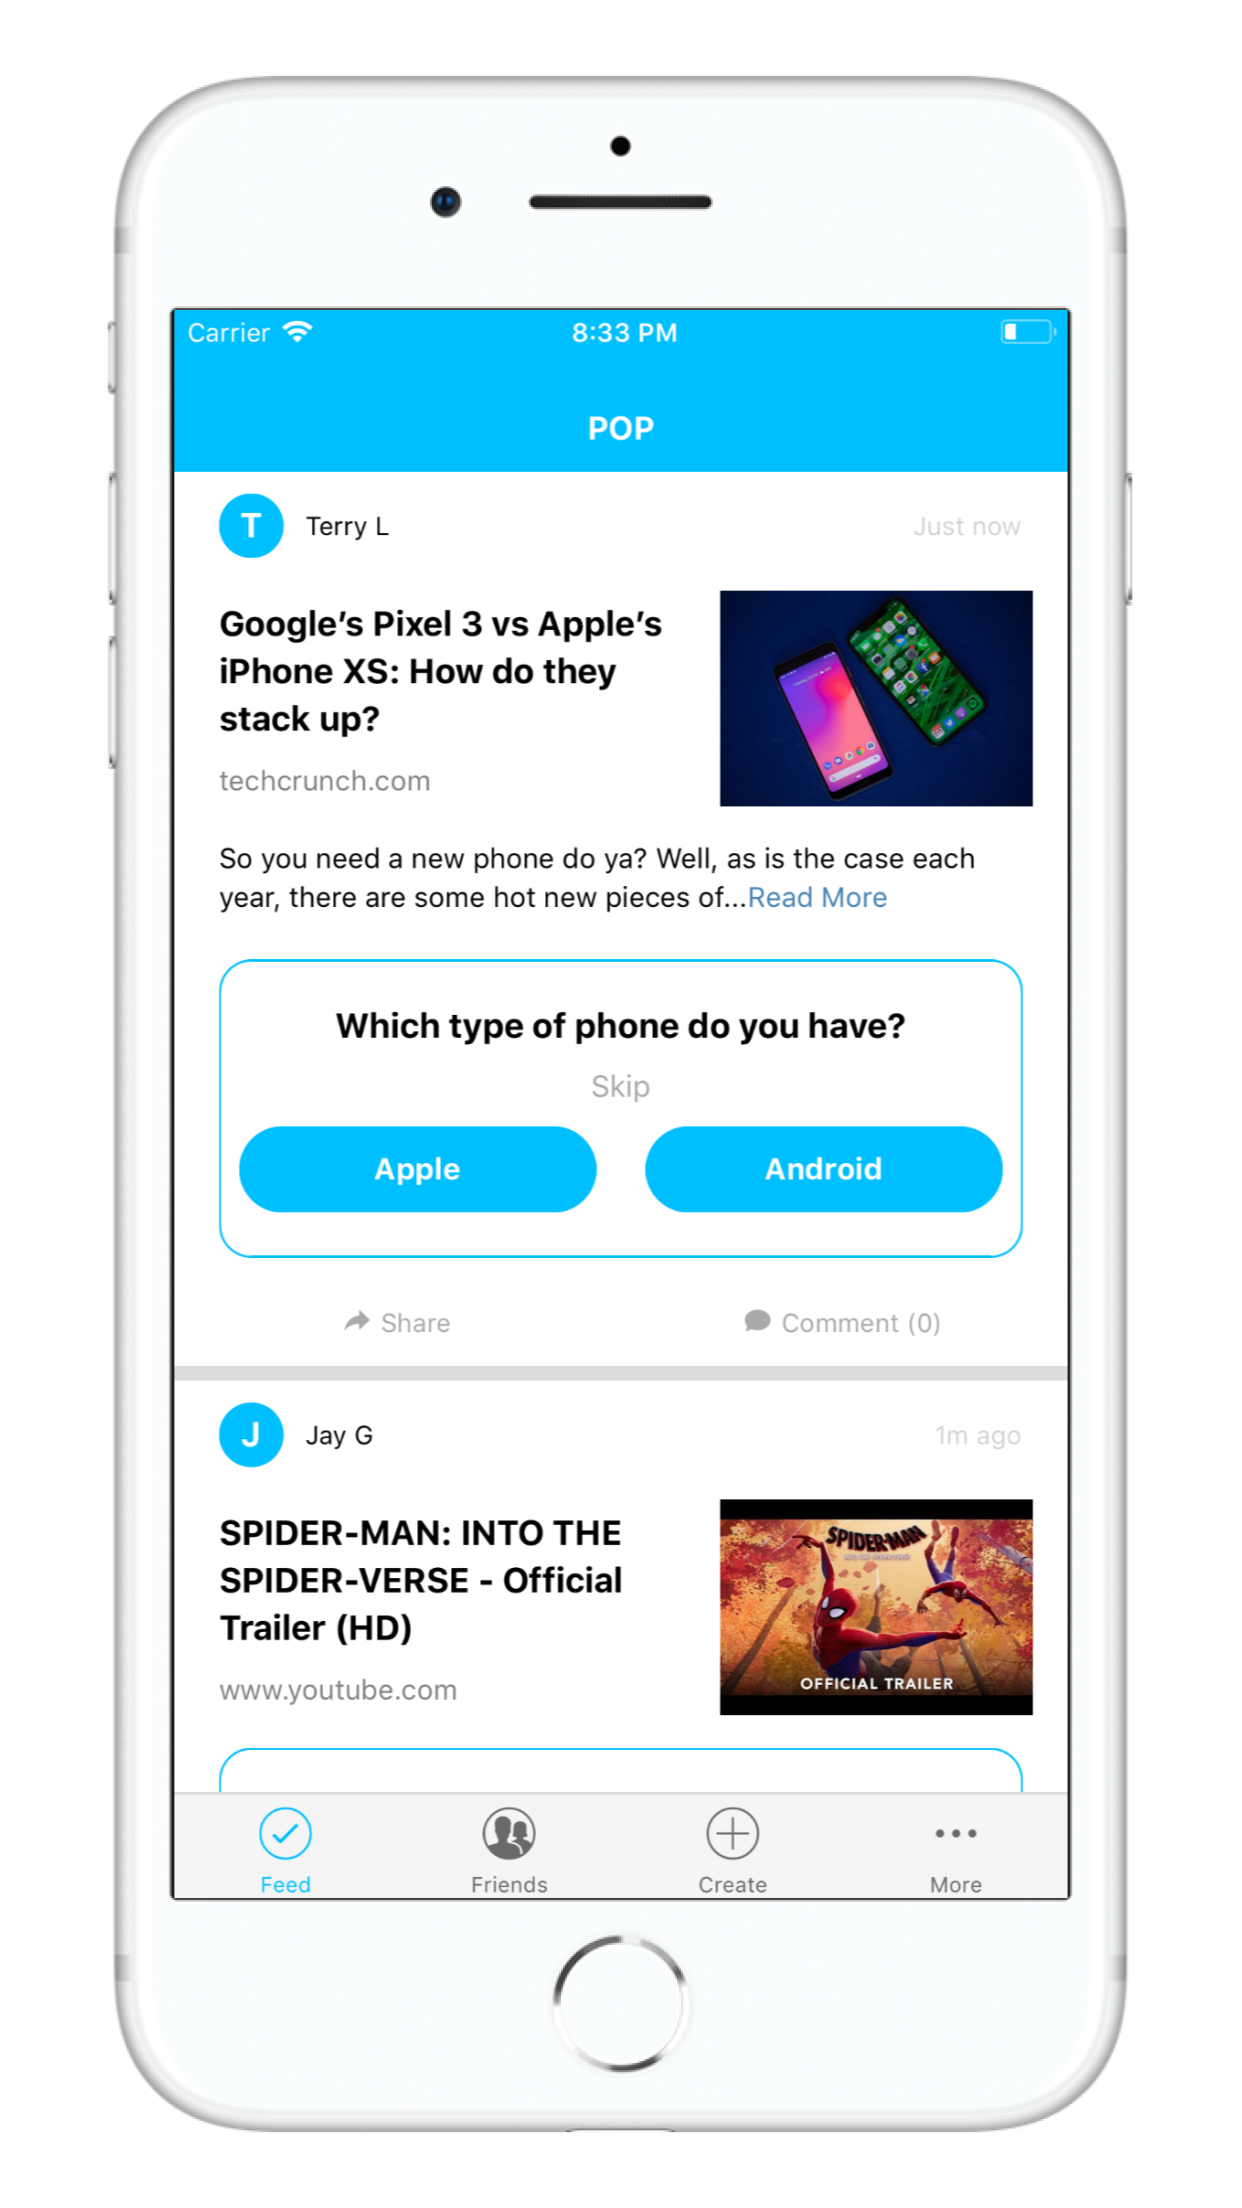 Carrier 8:33 PM
POP
T Terry L Just now
Google's Pixel 3 vs Apple's
iPhone XS: How do they
stack up?
techcrunch.com
So you need a new phone do ya? Well, as is the case each
year, there are some hot new pieces of...Read More
Which type of phone do you have?
Skip
Apple Android
Share Comment (0)
J Jay G 1m ago
SPIDER-MAN: INTO THE
SPIDER-VERSE - Official
Trailer (HD)
www.youtube.com
SPIDER-MAN
OFFICIAL TRAILER
Feed Friends Create More